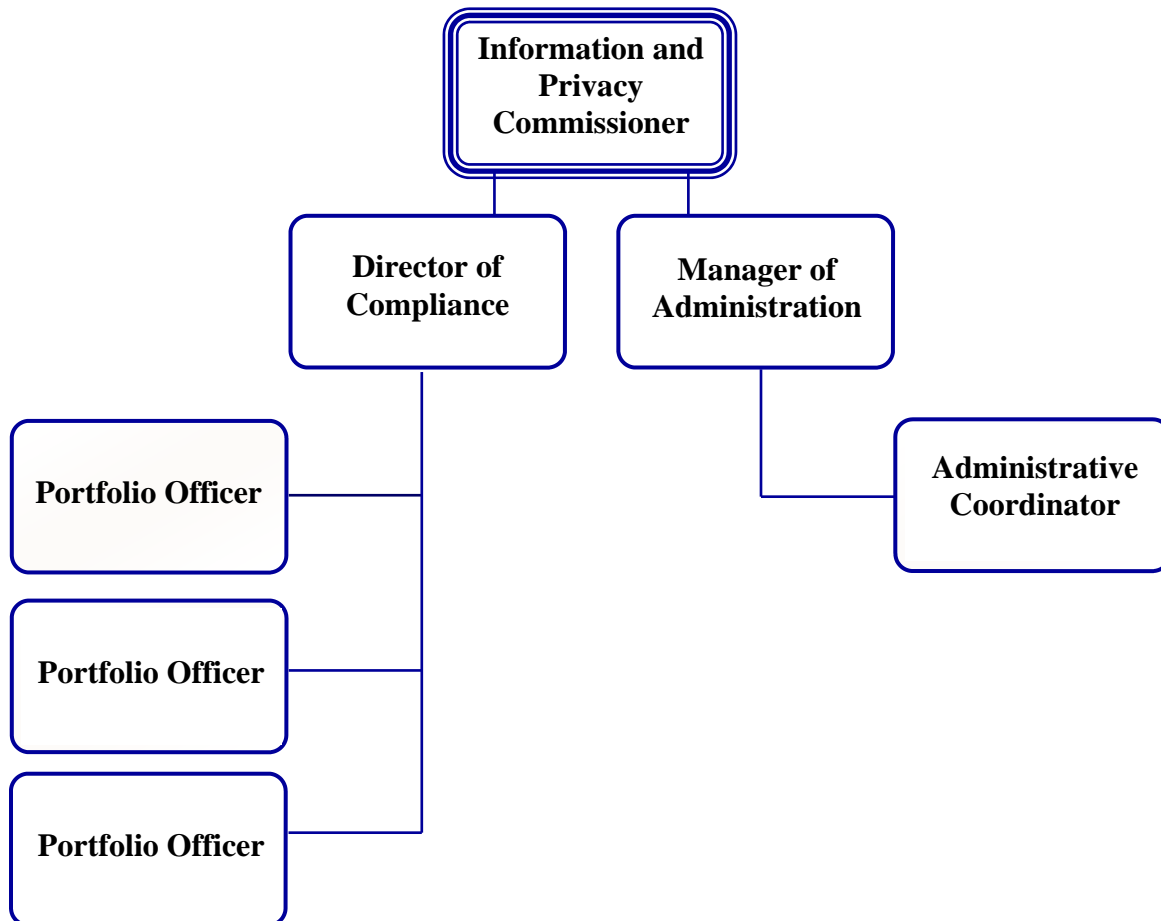 Information and
Privacy
Commissioner
Director of
Compliance
Manager of
Administration
Portfolio Officer
Administrative
Coordinator
Portfolio Officer
Portfolio Officer